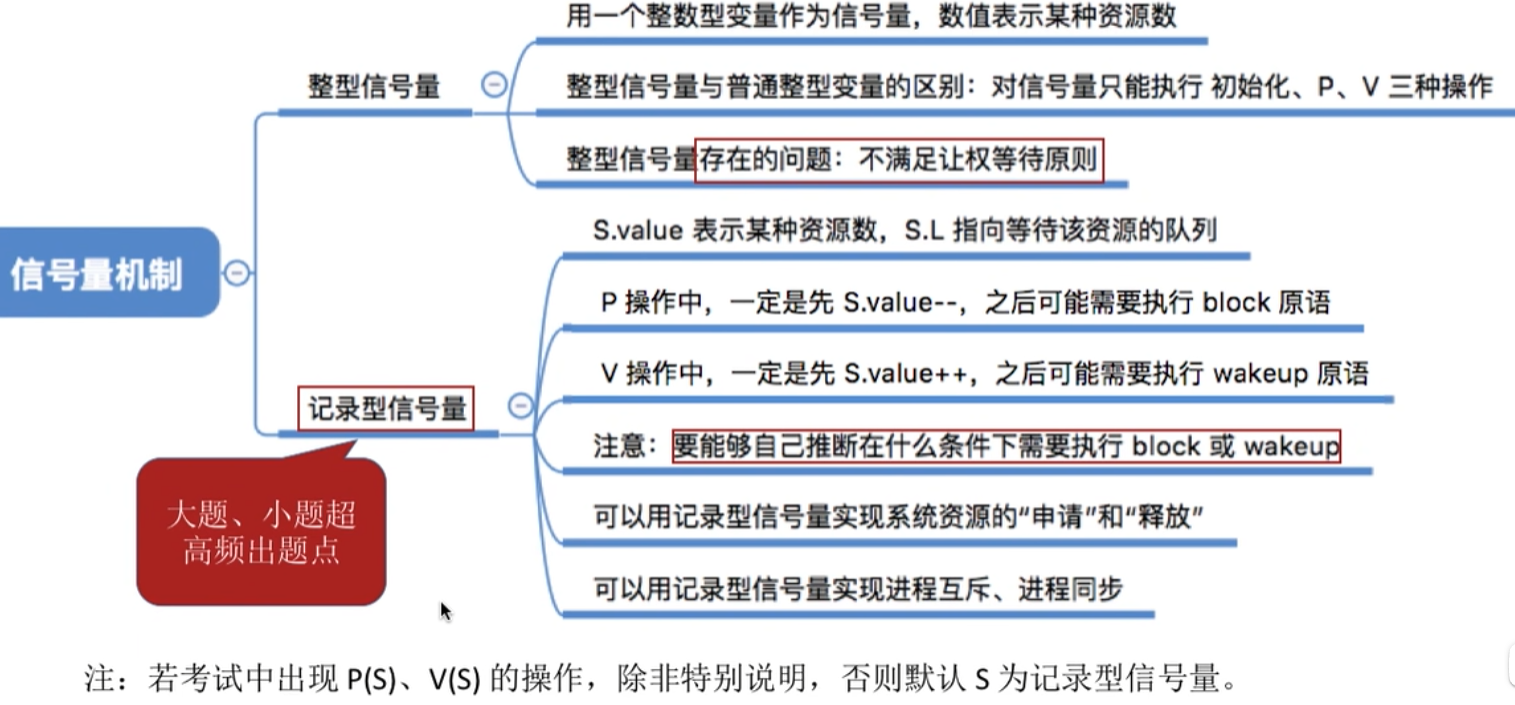 用一个整数型变量作为信号量，数值表示某种资源数
整型信号量
整型信号量与普通整型变量的区别：对信号量只能执行 初始化、P、V 三种操作
整型信号量存在的问题：不满足让权等待原则
信号量机制
S.value 表示某种资源数，S.L 指向等待该资源的队列
P 操作中，一定是先 S.value--，之后可能需要执行 block 原语
V 操作中，一定是先 S.value++，之后可能需要执行 wakeup 原语
记录型信号量
注意：要能够自己推断在什么条件下需要执行 block 或 wakeup
可以用记录型信号量实现系统资源的“申请”和“释放”
可以用记录型信号量实现进程互斥、进程同步
大题、小题超
高频出题点
注：若考试中出现 P(S)、V(S) 的操作，除非特别说明，否则默认 S 为记录型信号量。